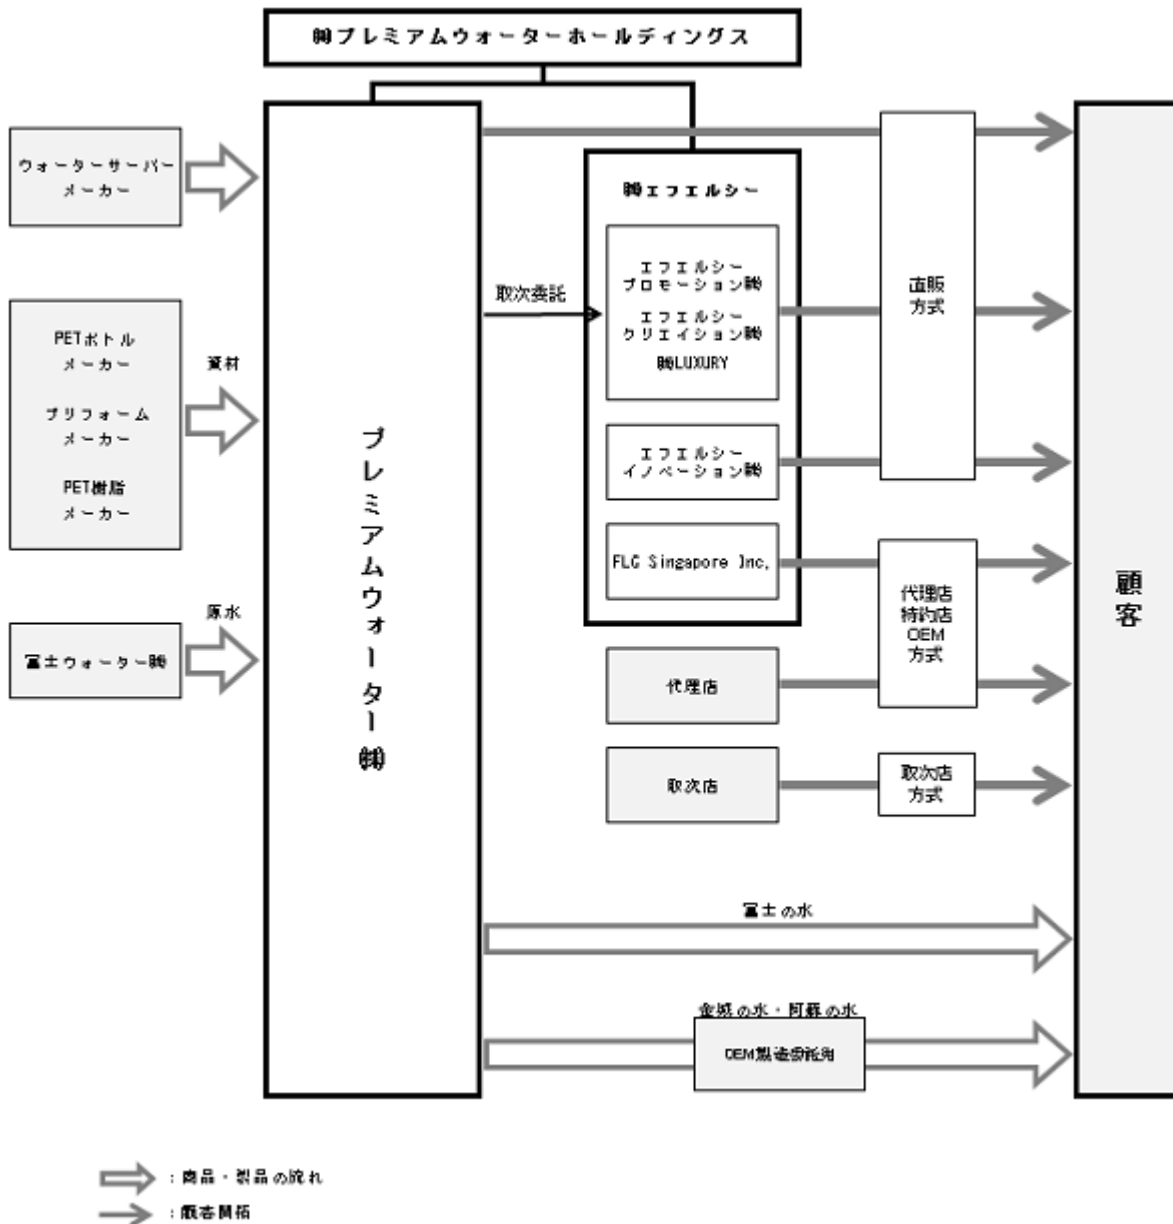 ㈱プレミアムウォーターホールディングス
ウォーターサーバー
メーカー
㈱エフエルシー
エフエルシー
プロモーション㈱
エフエルシー
クリエイション㈱
㈱LUXURY
取次委託
直販
方式
PETボトル
メーカー
プリフォーム
メーカー
PET樹脂
メーカー
資材
プレミアムウォーター㈱
エフエルシー
イノベーション㈱
FLC Singapore Inc.
代理店
特約店
OEM
方式
顧客
原水
富士ウォーター㈱
代理店
取次店
取次店
方式
富士の水
金城の水・阿蘇の水
OEM製造委託先
：商品・製品の流れ
：顧客開拓